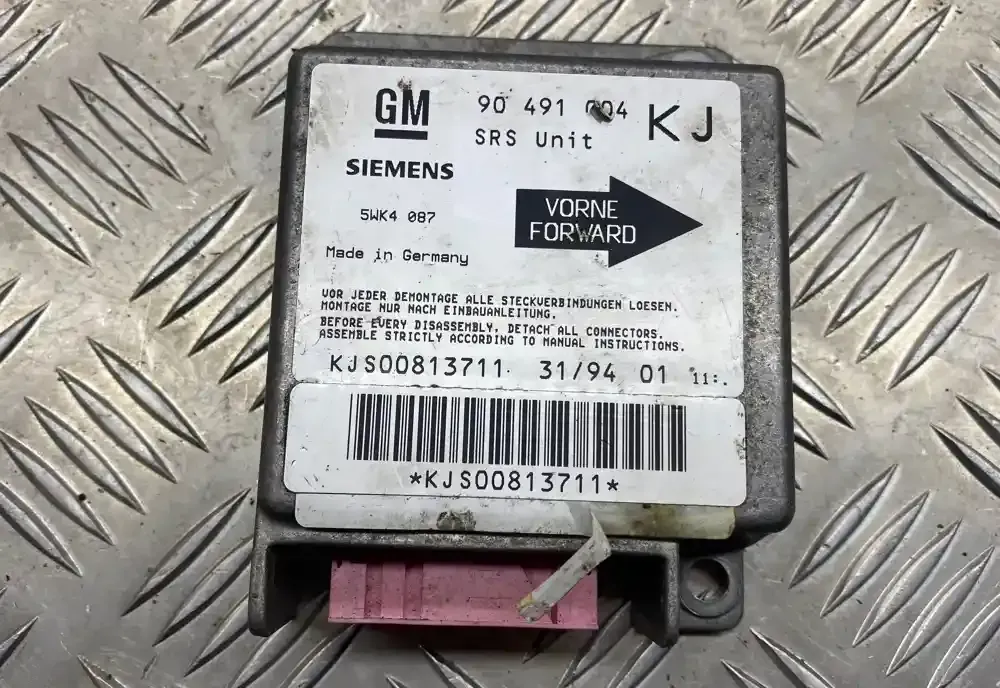 GM
90 491 004 KJ
SRS Unit
SIEMENS
5WK4 087
VORNE
FORWARD
Made in Germany
VOR JEDER DEMONTAGE ALLE STECKVERBINDUNGEN LOESEN.
MONTAGE NUR NACH EINBAUANLEITUNG.
BEFORE EVERY DISASSEMBLY, DETACH ALL CONNECTORS.
ASSEMBLE STRICTLY ACCORDING TO MANUAL INSTRUCTIONS.
KJS00813711 31/94 01
*KJS00813711*